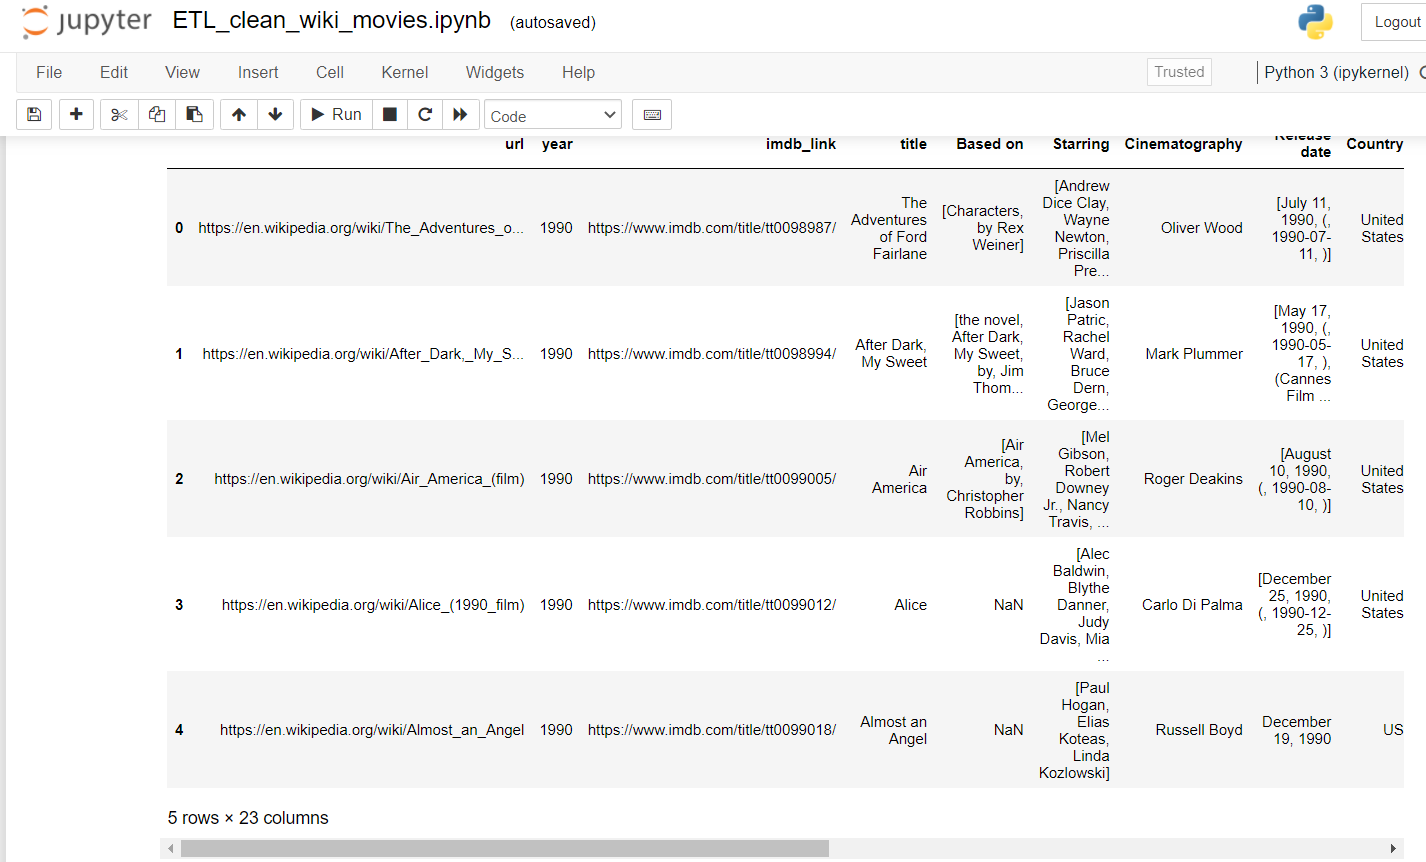 jupyter ETL_clean_wiki_movies.ipynb (autosaved)
Logout
File Edit View Insert Cell Kernel Widgets Help
Trusted
Python 3 (ipykernel)
Run
Code
url year imdb_link title Based on Starring Cinematography Release date Country
0 https://en.wikipedia.org/wiki/The_Adventures_o... 1990 https://www.imdb.com/title/tt0098987/ The Adventures of Ford Fairlane [Characters, by Rex Weiner] [Andrew Dice Clay, Wayne Newton, Priscilla Pre... Oliver Wood [July 11, 1990, (, 1990-07-11, )] United States
1 https://en.wikipedia.org/wiki/After_Dark,_My_S... 1990 https://www.imdb.com/title/tt0098994/ After Dark, My Sweet [the novel, After Dark, My Sweet, by, Jim Thom... [Jason Patric, Rachel Ward, Bruce Dern, George... Mark Plummer [May 17, 1990, (, 1990-05-17, ), (Cannes Film ... United States
2 https://en.wikipedia.org/wiki/Air_America_(film) 1990 https://www.imdb.com/title/tt0099005/ Air America [Air America, by, Christopher Robbins] [Mel Gibson, Robert Downey Jr., Nancy Travis, ... Roger Deakins [August 10, 1990, (, 1990-08-10, )] United States
3 https://en.wikipedia.org/wiki/Alice_(1990_film) 1990 https://www.imdb.com/title/tt0099012/ Alice NaN [Alec Baldwin, Blythe Danner, Judy Davis, Mia ... Carlo Di Palma [December 25, 1990, (, 1990-12-25, )] United States
4 https://en.wikipedia.org/wiki/Almost_an_Angel 1990 https://www.imdb.com/title/tt0099018/ Almost an Angel NaN [Paul Hogan, Elias Koteas, Linda Kozlowski] Russell Boyd December 19, 1990 US
5 rows × 23 columns